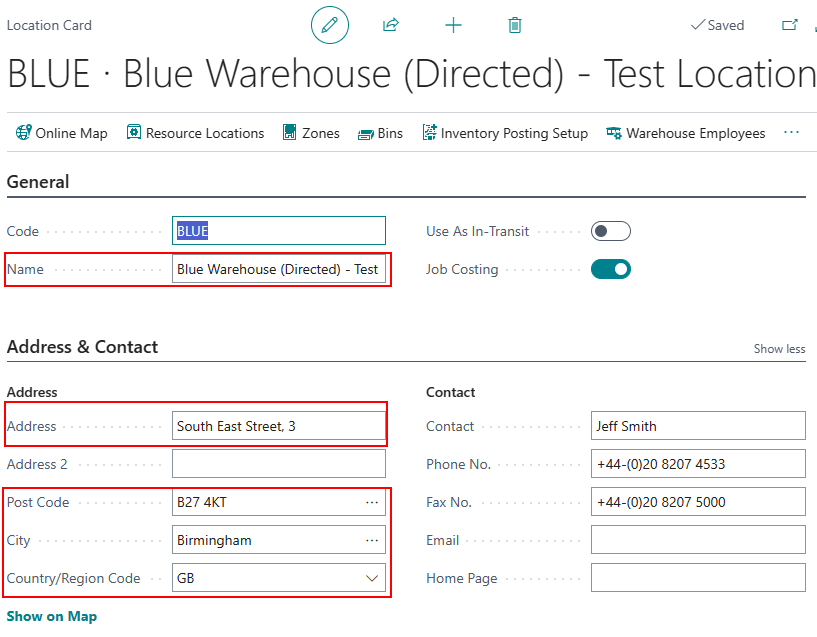 Location Card
Saved
BLUE · Blue Warehouse (Directed) - Test Location
Online Map Resource Locations Zones Bins Inventory Posting Setup Warehouse Employees ...
General
Code BLUE Use As In-Transit
Name Blue Warehouse (Directed) - Test Job Costing
Address & Contact Show less
Address Contact
Address South East Street, 3 Contact Jeff Smith
Address 2 Phone No. +44-(0)20 8207 4533
Post Code B27 4KT ... Fax No. +44-(0)20 8207 5000
City Birmingham ... Email
Country/Region Code GB Home Page
Show on Map